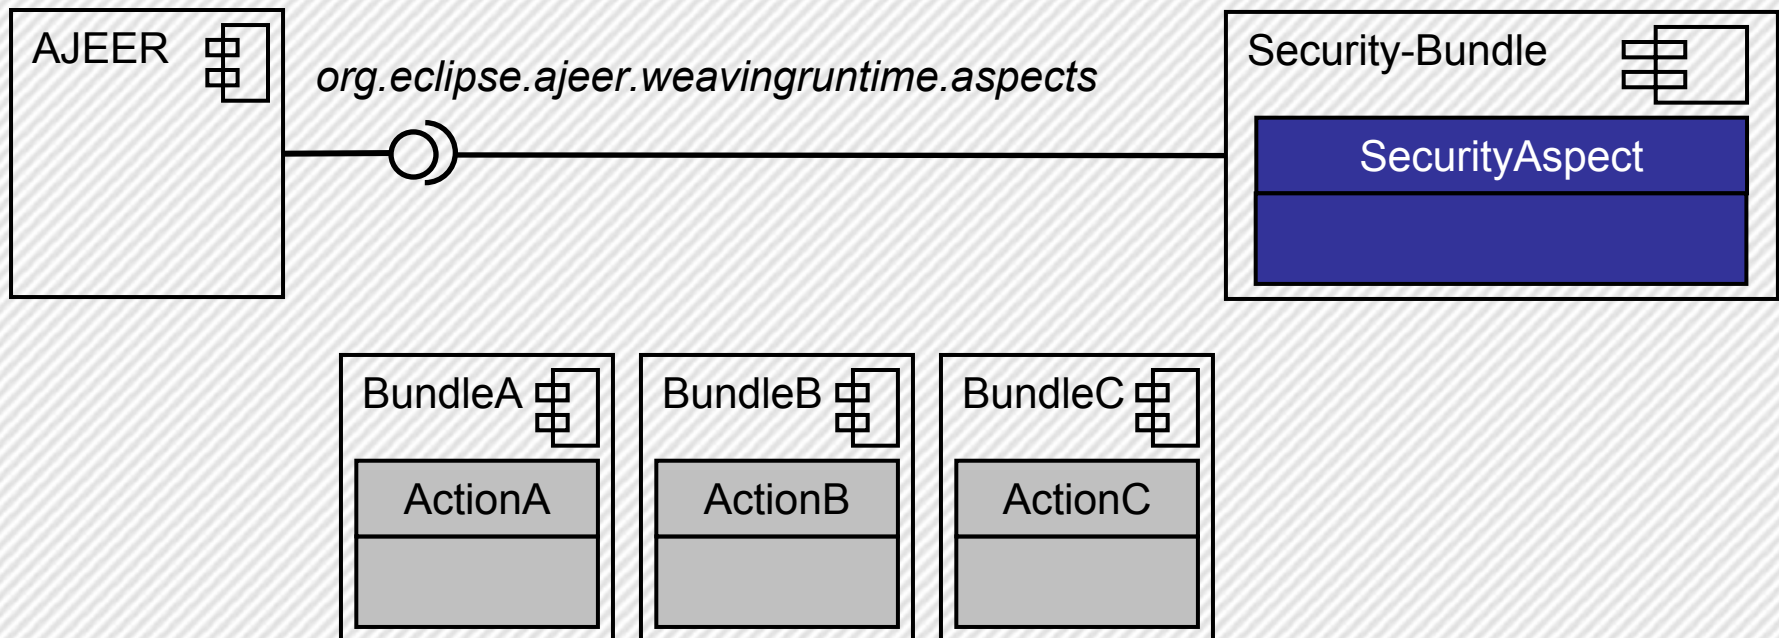 AJEER
org.eclipse.ajeer.weavingruntime.aspects
Security-Bundle
SecurityAspect
BundleA
BundleB
BundleC
ActionA
ActionB
ActionC